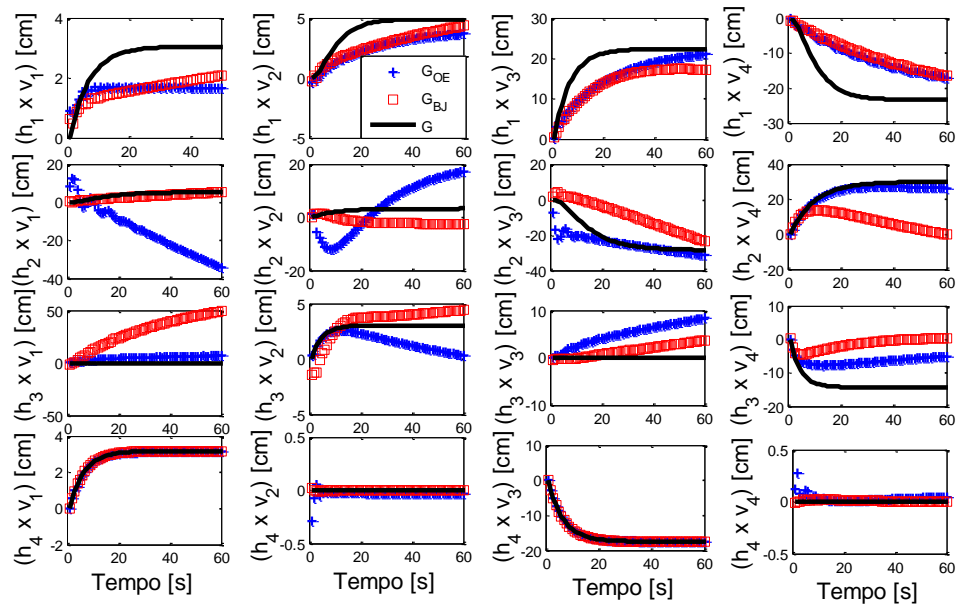 (h1 x v1) [cm]
4
2
0
0 20 40 60
(h1 x v2) [cm]
5
0
-5
0 20 40 60
GOE
GBJ
G
(h1 x v3) [cm]
30
20
10
0
0 20 40 60
(h1 x v4) [cm]
0
-10
-20
-30
0 20 40 60
(h2 x v1) [cm]
20
0
-20
-40
0 20 40 60
(h2 x v2) [cm]
20
0
-20
0 20 40 60
(h2 x v3) [cm]
20
0
-20
-40
0 20 40 60
(h2 x v4) [cm]
40
20
0
-20
0 20 40 60
(h3 x v1) [cm]
50
0
-50
0 20 40 60
(h3 x v2) [cm]
5
0
-5
0 20 40 60
(h3 x v3) [cm]
10
0
-10
0 20 40 60
(h3 x v4) [cm]
10
0
-10
-20
0 20 40 60
(h4 x v1) [cm]
4
2
0
-2
0 20 40 60
Tempo [s]
(h4 x v2) [cm]
0.5
0
-0.5
0 20 40 60
Tempo [s]
(h4 x v3) [cm]
10
0
-10
-20
0 20 40 60
Tempo [s]
(h4 x v4) [cm]
0.5
0
-0.5
0 20 40 60
Tempo [s]